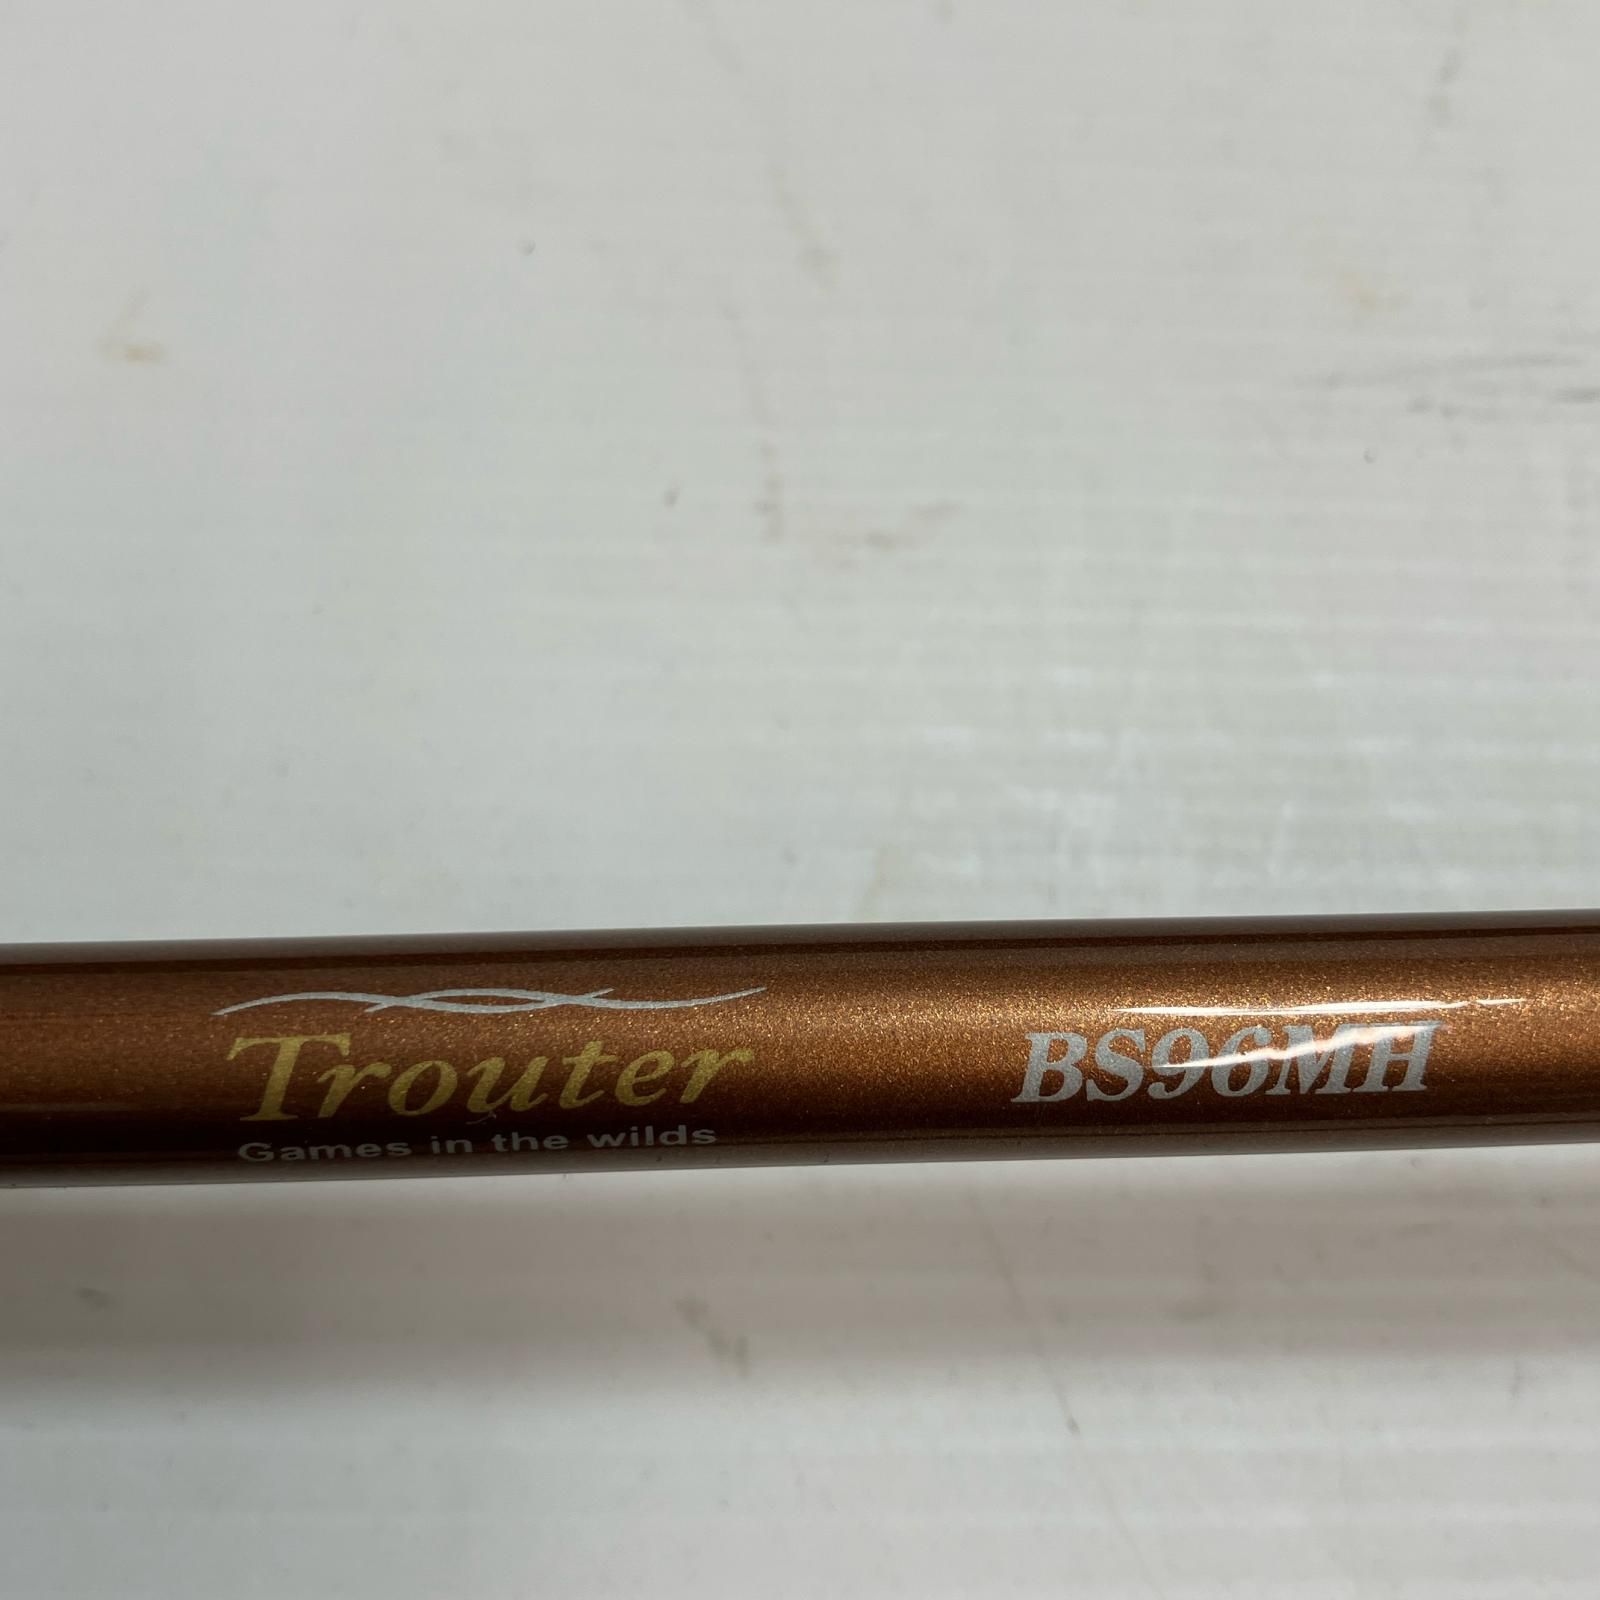 Trouter
Games in the wilds
BS96MH